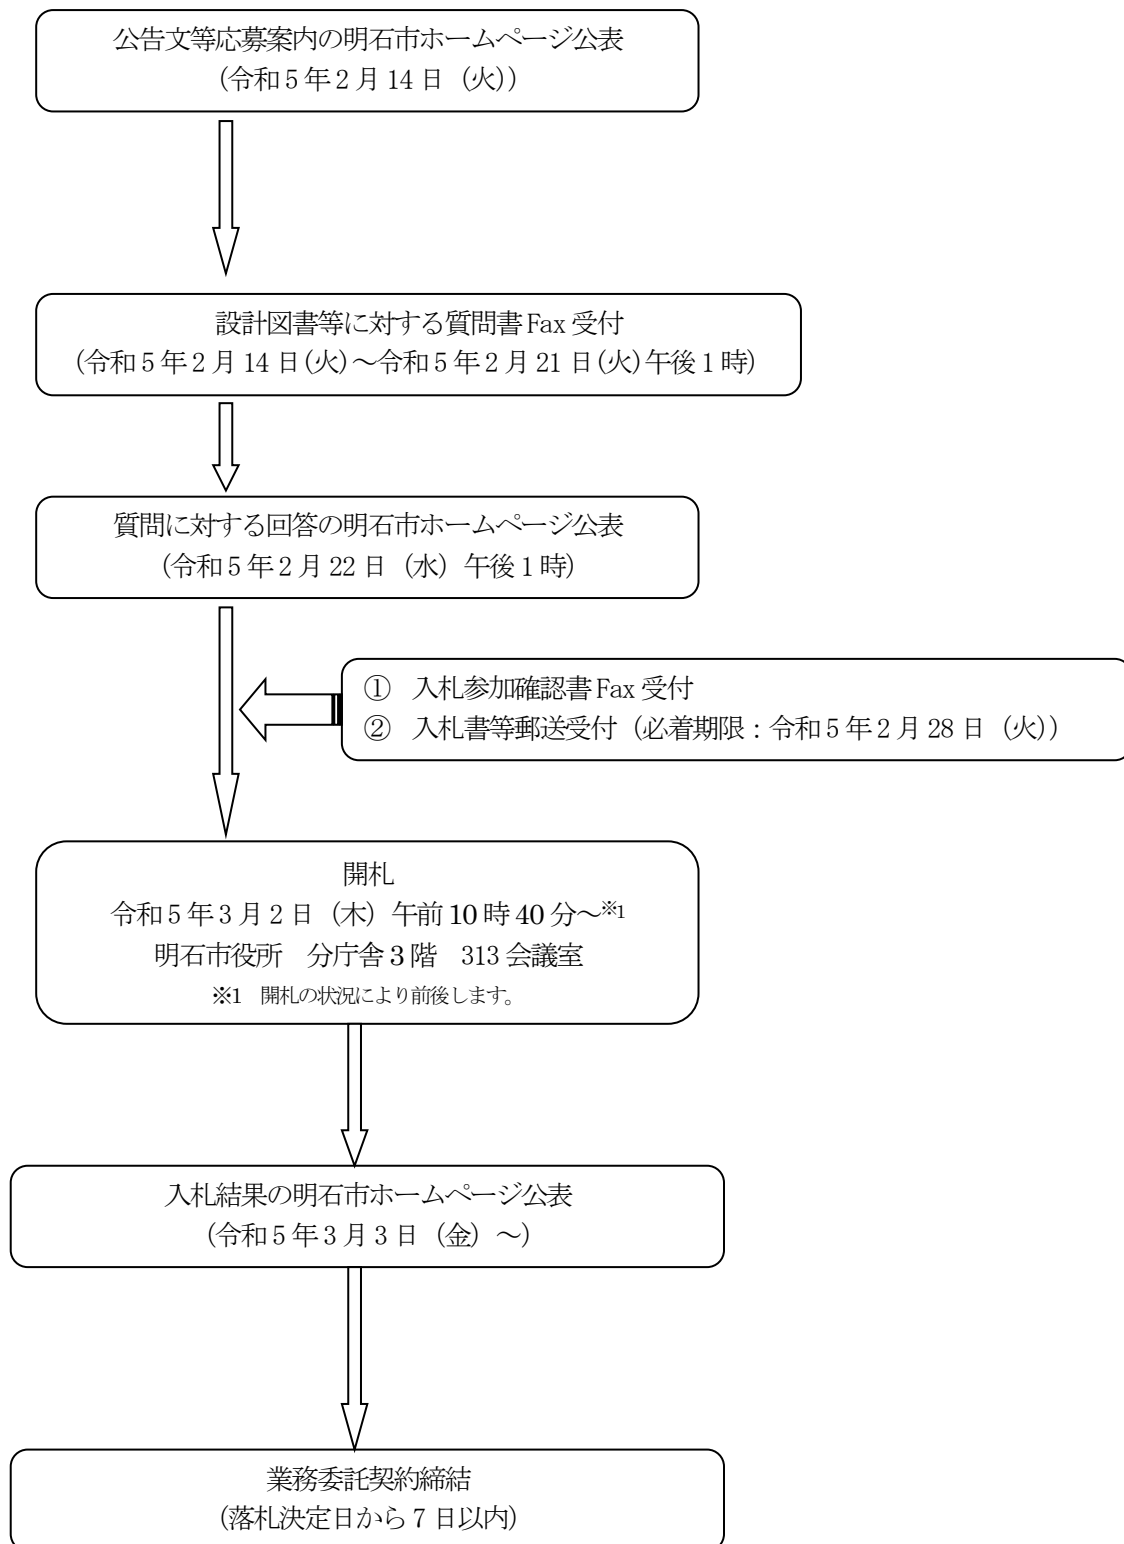 公告文等応募案内の明石市ホームページ公表
（令和5年2月14日（火））
設計図書等に対する質問書Fax受付
（令和5年2月14日(火)～令和5年2月21日(火)午後1時）
質問に対する回答の明石市ホームページ公表
（令和5年2月22日（水）午後1時）
① 入札参加確認書Fax受付
② 入札書等郵送受付（必着期限：令和5年2月28日（火））
開札
令和5年3月2日（木）午前10時40分～※1
明石市役所　分庁舎3階　313会議室
※1　開札の状況により前後します。
入札結果の明石市ホームページ公表
（令和5年3月3日（金）～）
業務委託契約締結
（落札決定日から7日以内）